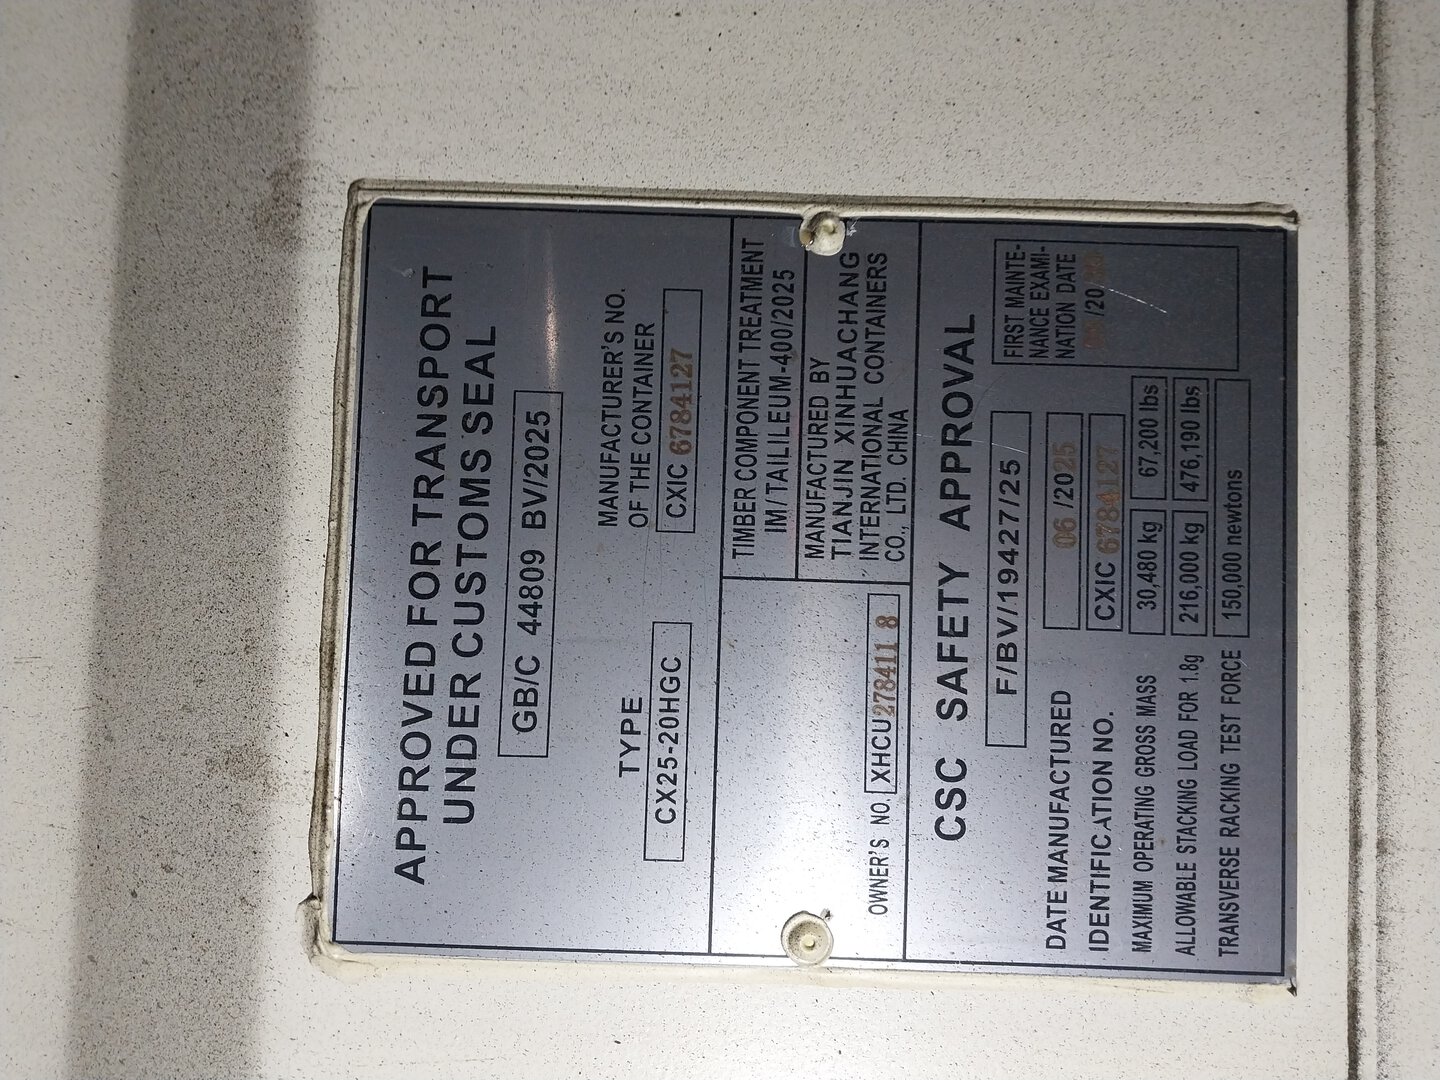 APPROVED FOR TRANSPORT
UNDER CUSTOMS SEAL
GB/C 44809 BV/2025
TYPE
CX25-20HGC
MANUFACTURER'S NO.
OF THE CONTAINER
CXIC 6784127
TIMBER COMPONENT TREATMENT
IM/TAILILEUM-400/2025
MANUFACTURED BY
TIANJIN XINHUACHANG
INTERNATIONAL CONTAINERS
CO., LTD. CHINA
OWNER'S NO. XHCU 278411 8
CSC SAFETY APPROVAL
F/BV/19427/25
DATE MANUFACTURED 06 /2025
IDENTIFICATION NO. CXIC 6784127
MAXIMUM OPERATING GROSS MASS 30,480 kg 67,200 lbs
ALLOWABLE STACKING LOAD FOR 1.8g 216,000 kg 476,190 lbs
TRANSVERSE RACKING TEST FORCE 150,000 newtons
FIRST MAINTE-
NANCE EXAMI-
NATION DATE
/20